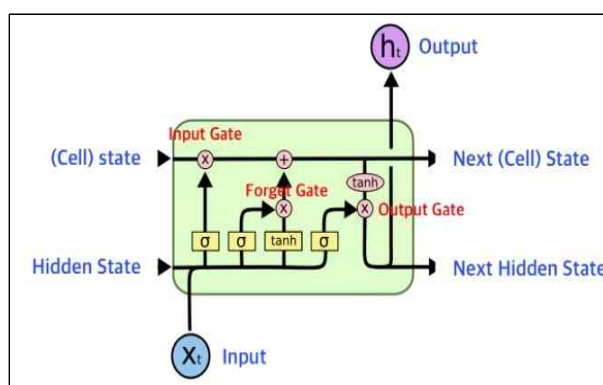 hₜ Output
Input Gate
(Cell) state x + Next (Cell) State
tanh
Forget Gate
x x Output Gate
σ σ tanh σ
Hidden State Next Hidden State
Xₜ Input